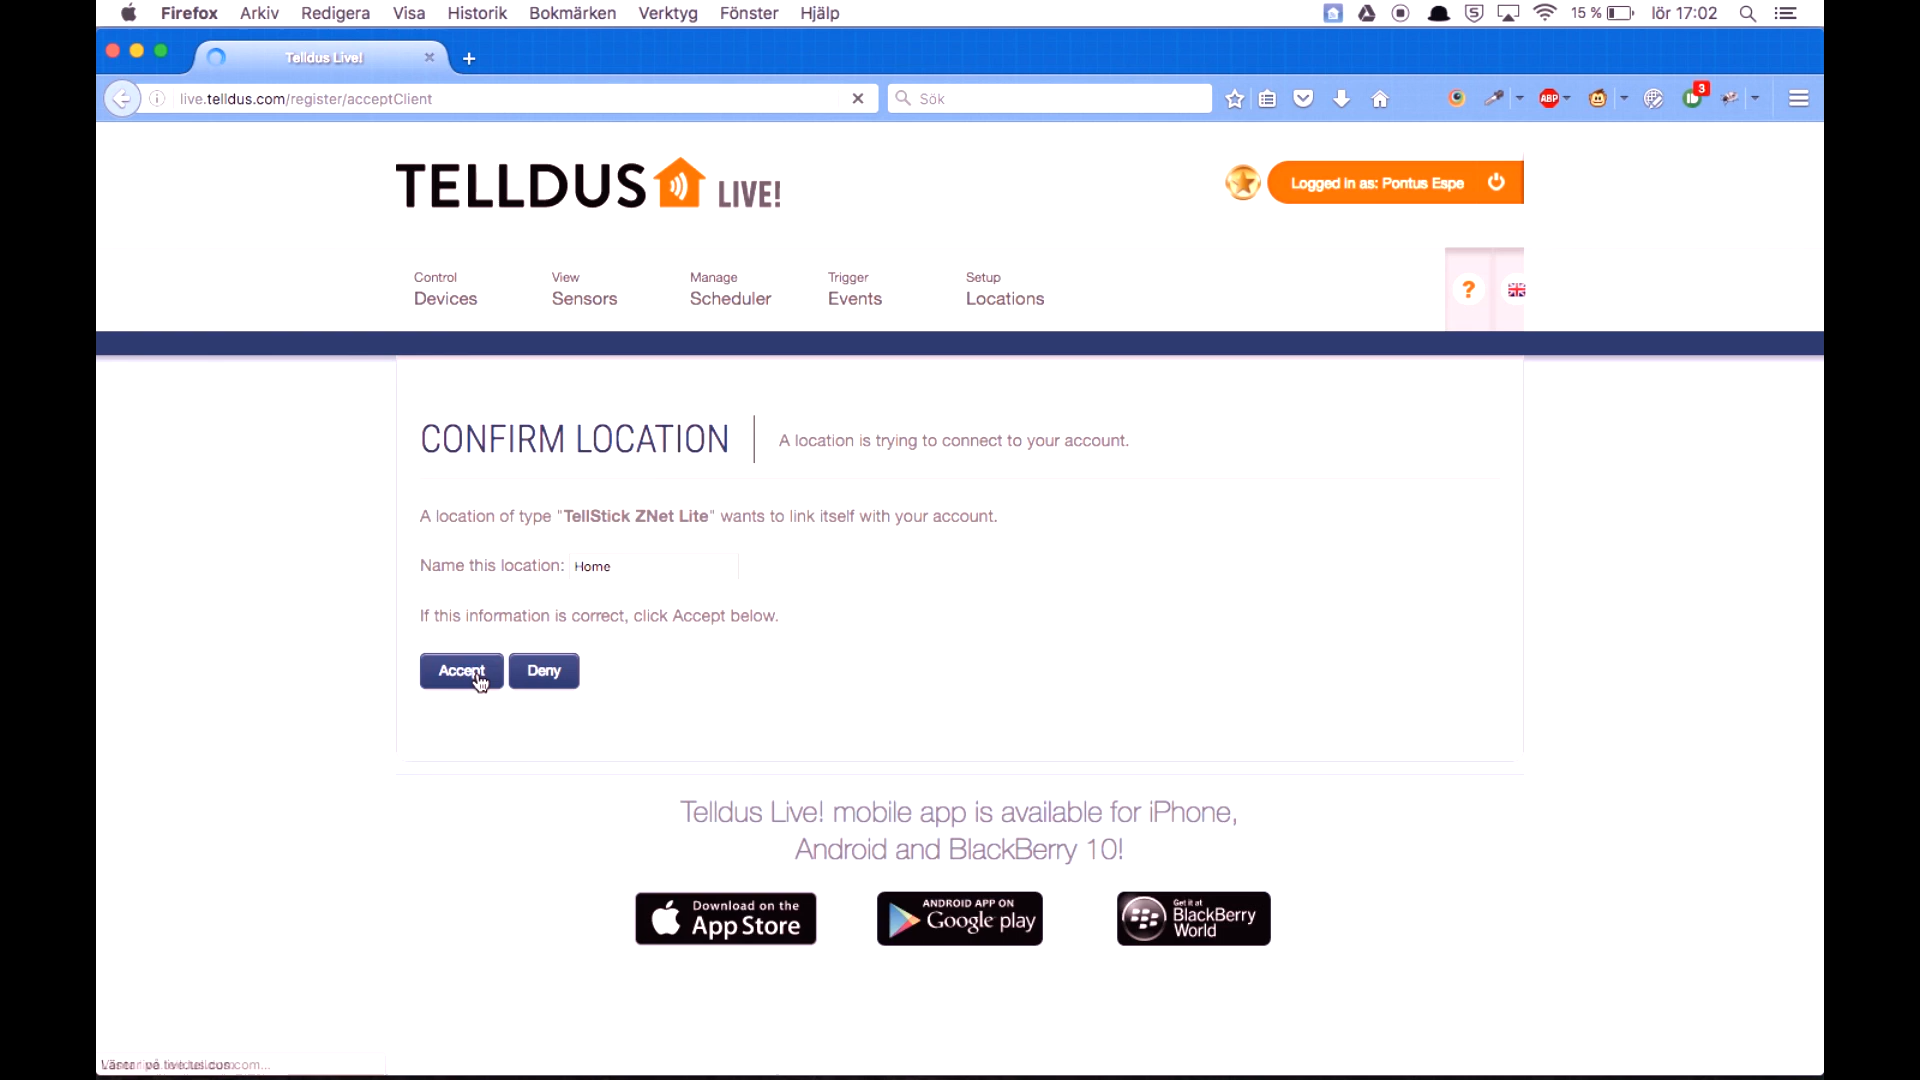 Firefox Arkiv Redigera Visa Historik Bokmärken Verktyg Fönster Hjälp 15 % lör 17:02
Telldus Live!
live.telldus.com/register/acceptClient Sök ABP 3
TELLDUS LIVE! Logged in as: Pontus Espe
Control View Manage Trigger Setup
Devices Sensors Scheduler Events Locations ?
CONFIRM LOCATION A location is trying to connect to your account.
A location of type "TellStick ZNet Lite" wants to link itself with your account.
Name this location: Home
If this information is correct, click Accept below.
Accept Deny
Telldus Live! mobile app is available for iPhone,
Android and BlackBerry 10!
Download on the App Store
ANDROID APP ON Google play
Get it at BlackBerry World